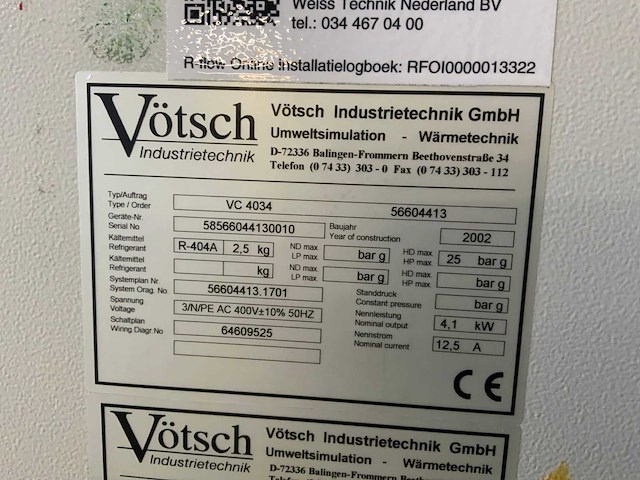 Weiss Technik Nederland BV
tel.: 034 467 04 00
R-flow Online Installatielogboek: RFOI0000013322
Vötsch Industrietechnik
Vötsch Industrietechnik GmbH
Umweltsimulation - Wärmetechnik
D-72336 Balingen-Frommern Beethovenstraße 34
Telefon (0 74 33) 303 - 0 Fax (0 74 33) 303 - 112
Typ/Auftrag
Type / Order VC 4034 56604413
Geräte-Nr.
Serial No 58566044130010
Baujahr
Year of construction 2002
Kältemittel
Refrigerant R-404A 2,5 kg
ND max.
LP max. bar g
HD max.
HP max. 25 bar g
Kältemittel
Refrigerant kg
ND max.
LP max. bar g
HD max.
HP max. bar g
Systemplan Nr.
System Orag. No. 56604413.1701
Standdruck
Constant pressure bar g
Spannung
Voltage 3/N/PE AC 400V±10% 50HZ
Nennleistung
Nominal output 4,1 kW
Schaltplan
Wiring Diagr.No 64609525
Nennstrom
Nominal current 12,5 A
CE
Vötsch Industrietechnik
Vötsch Industrietechnik GmbH
Umweltsimulation - Wärmetechnik
D-72336 Balingen-Frommern